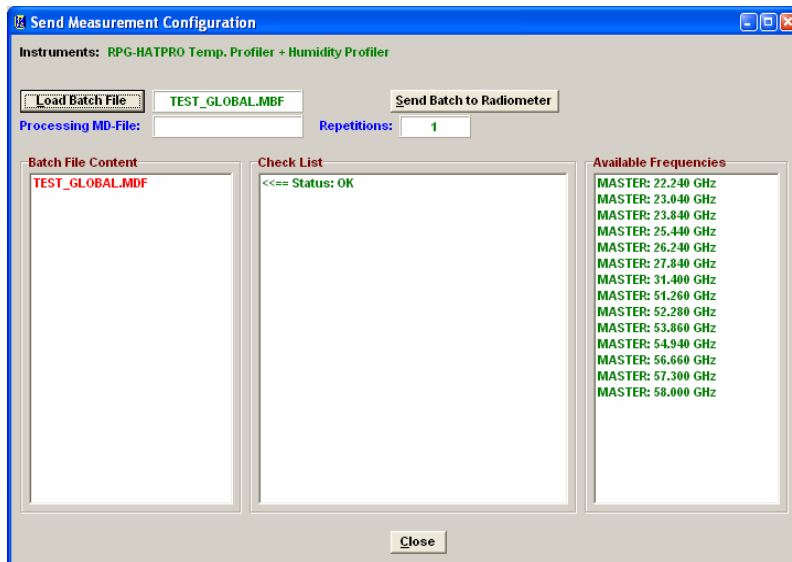 Send Measurement Configuration
Instruments: RPG-HATPRO Temp. Profiler + Humidity Profiler
Load Batch File TEST_GLOBAL.MBF Send Batch to Radiometer
Processing MD-File: Repetitions: 1
Batch File Content
TEST_GLOBAL.MDF
Check List
<<== Status: OK
Available Frequencies
MASTER: 22.240 GHz
MASTER: 23.040 GHz
MASTER: 23.840 GHz
MASTER: 25.440 GHz
MASTER: 26.240 GHz
MASTER: 27.840 GHz
MASTER: 31.400 GHz
MASTER: 51.260 GHz
MASTER: 52.280 GHz
MASTER: 53.860 GHz
MASTER: 54.940 GHz
MASTER: 56.660 GHz
MASTER: 57.300 GHz
MASTER: 58.000 GHz
Close